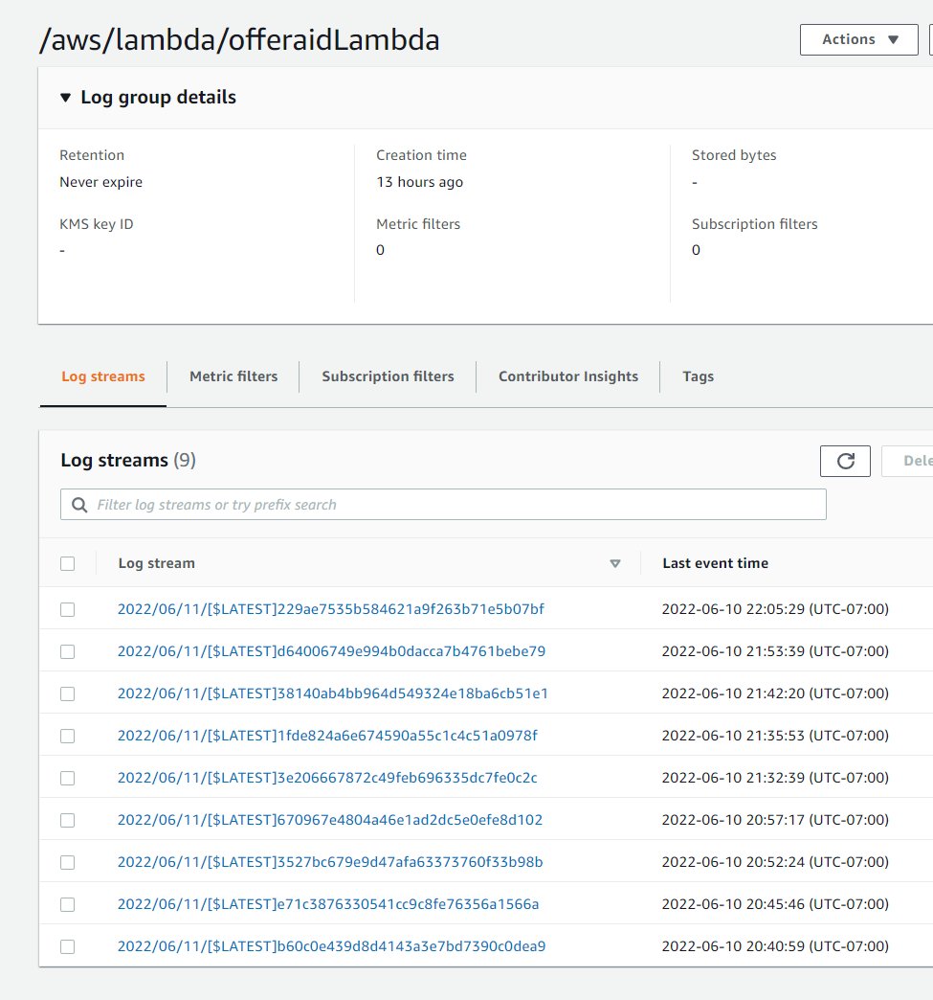 /aws/lambda/offeraidLambda
Actions ▼
▼ Log group details
Retention
Never expire
Creation time
13 hours ago
Stored bytes
-
KMS key ID
-
Metric filters
0
Subscription filters
0
Log streams
Metric filters
Subscription filters
Contributor Insights
Tags
Log streams (9)
Dele
Filter log streams or try prefix search
Log stream
Last event time
2022/06/11/[$LATEST]229ae7535b584621a9f263b71e5b07bf 2022-06-10 22:05:29 (UTC-07:00)
2022/06/11/[$LATEST]d64006749e994b0dacca7b4761bebe79 2022-06-10 21:53:39 (UTC-07:00)
2022/06/11/[$LATEST]38140ab4bb964d549324e18ba6cb51e1 2022-06-10 21:42:20 (UTC-07:00)
2022/06/11/[$LATEST]1fde824a6e674590a55c1c4c51a0978f 2022-06-10 21:35:53 (UTC-07:00)
2022/06/11/[$LATEST]3e206667872c49feb696335dc7fe0c2c 2022-06-10 21:32:39 (UTC-07:00)
2022/06/11/[$LATEST]670967e4804a46e1ad2dc5e0efe8d102 2022-06-10 20:57:17 (UTC-07:00)
2022/06/11/[$LATEST]3527bc679e9d47afa63373760f33b98b 2022-06-10 20:52:24 (UTC-07:00)
2022/06/11/[$LATEST]e71c3876330541cc9c8fe76356a1566a 2022-06-10 20:45:46 (UTC-07:00)
2022/06/11/[$LATEST]b60c0e439d8d4143a3e7bd7390c0dea9 2022-06-10 20:40:59 (UTC-07:00)